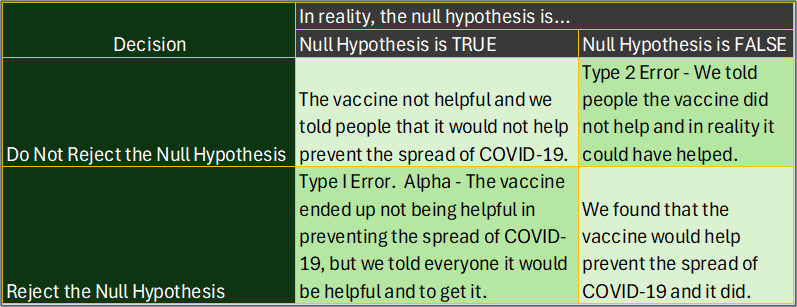 In reality, the null hypothesis is...
Decision
Null Hypothesis is TRUE
Null Hypothesis is FALSE
Do Not Reject the Null Hypothesis
The vaccine not helpful and we
told people that it would not help
prevent the spread of COVID-19.
Type 2 Error - We told
people the vaccine did
not help and in reality it
could have helped.
Reject the Null Hypothesis
Type I Error.  Alpha - The vaccine
ended up not being helpful in
preventing the spread of COVID-
19, but we told everyone it would
be helpful and to get it.
We found that the
vaccine would help
prevent the spread of
COVID-19 and it did.